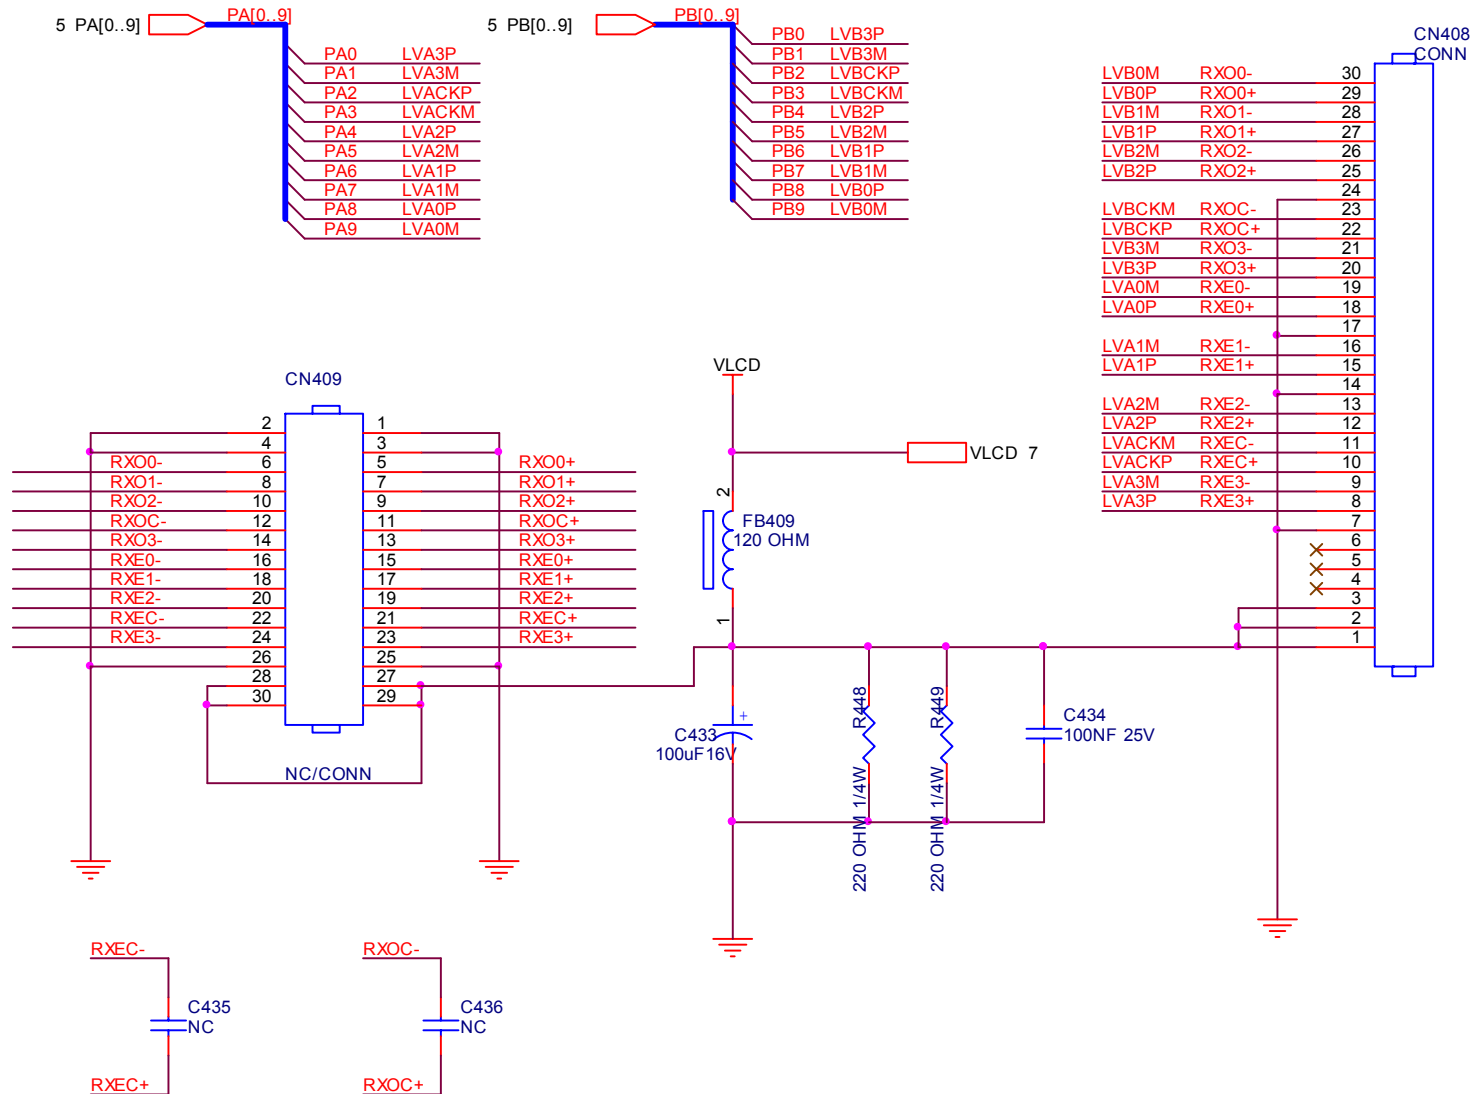 5 PA[0..9]
PA[0..9]
PA0 LVA3P
PA1 LVA3M
PA2 LVACKP
PA3 LVACKM
PA4 LVA2P
PA5 LVA2M
PA6 LVA1P
PA7 LVA1M
PA8 LVA0P
PA9 LVA0M
5 PB[0..9]
PB[0..9]
PB0 LVB3P
PB1 LVB3M
PB2 LVBCKP
PB3 LVBCKM
PB4 LVB2P
PB5 LVB2M
PB6 LVB1P
PB7 LVB1M
PB8 LVB0P
PB9 LVB0M
CN408
CONN
LVB0M RXO0- 30
LVB0P RXO0+ 29
LVB1M RXO1- 28
LVB1P RXO1+ 27
LVB2M RXO2- 26
LVB2P RXO2+ 25
24
LVBCKM RXOC- 23
LVBCKP RXOC+ 22
LVB3M RXO3- 21
LVB3P RXO3+ 20
LVA0M RXE0- 19
LVA0P RXE0+ 18
17
LVA1M RXE1- 16
LVA1P RXE1+ 15
14
LVA2M RXE2- 13
LVA2P RXE2+ 12
LVACKM RXEC- 11
LVACKP RXEC+ 10
LVA3M RXE3- 9
LVA3P RXE3+ 8
7
6
5
4
3
2
1
CN409
2 1
4 3
RXO0- 6 5 RXO0+
RXO1- 8 7 RXO1+
RXO2- 10 9 RXO2+
RXOC- 12 11 RXOC+
RXO3- 14 13 RXO3+
RXE0- 16 15 RXE0+
RXE1- 18 17 RXE1+
RXE2- 20 19 RXE2+
RXEC- 22 21 RXEC+
RXE3- 24 23 RXE3+
26 25
28 27
30 29
NC/CONN
VLCD
VLCD 7
2
FB409
120 OHM
1
C433
100uF16V
+
R448
220 OHM 1/4W
R449
220 OHM 1/4W
C434
100NF 25V
RXEC-
C435
NC
RXEC+
RXOC-
C436
NC
RXOC+